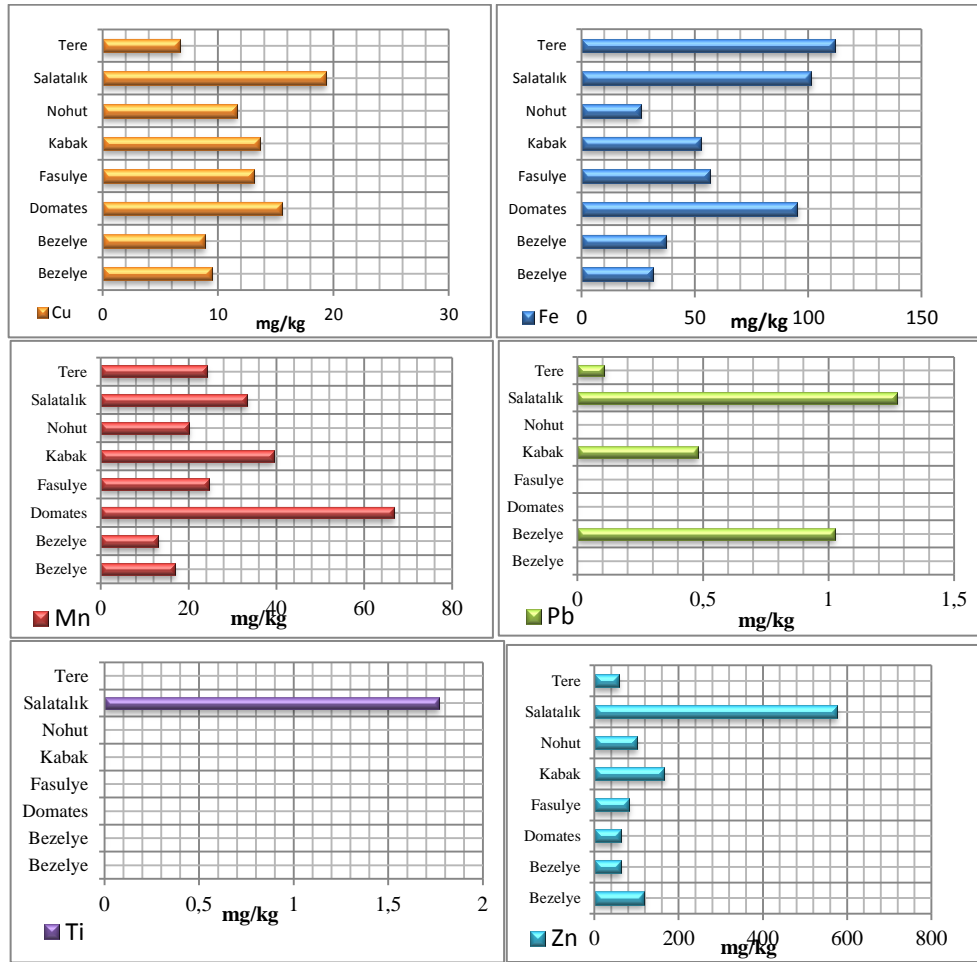 Tere
Salatalık
Nohut
Kabak
Fasulye
Domates
Bezelye
Bezelye
0 10 20 30
mg/kg
Cu
Tere
Salatalık
Nohut
Kabak
Fasulye
Domates
Bezelye
Bezelye
0 50 100 150
mg/kg
Fe
Tere
Salatalık
Nohut
Kabak
Fasulye
Domates
Bezelye
Bezelye
0 20 40 60 80
mg/kg
Mn
Tere
Salatalık
Nohut
Kabak
Fasulye
Domates
Bezelye
Bezelye
0 0,5 1 1,5
mg/kg
Pb
Tere
Salatalık
Nohut
Kabak
Fasulye
Domates
Bezelye
Bezelye
0 0,5 1 1,5 2
mg/kg
Ti
Tere
Salatalık
Nohut
Kabak
Fasulye
Domates
Bezelye
Bezelye
0 200 400 600 800
mg/kg
Zn